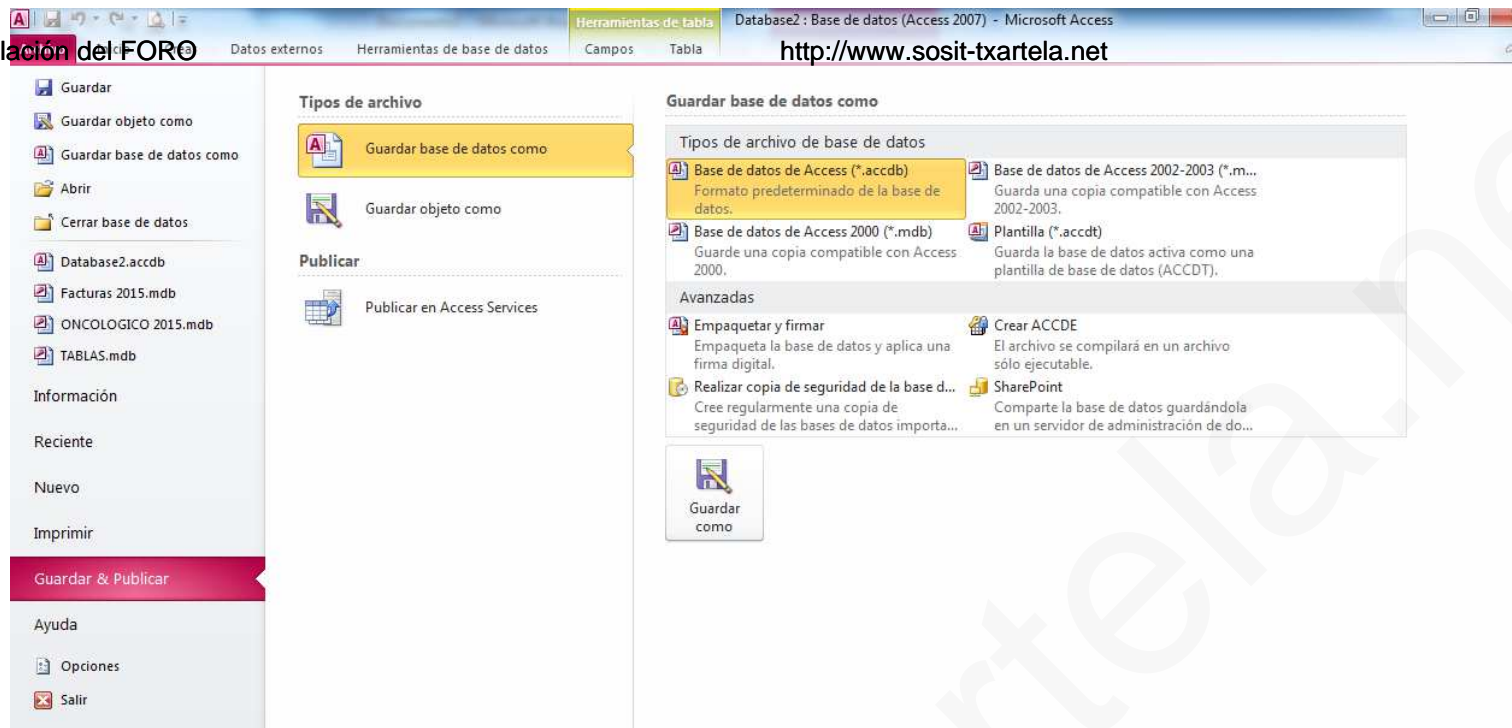 Herramientas de tabla
Database2 : Base de datos (Access 2007) - Microsoft Access
lación del FORO
Datos externos
Herramientas de base de datos
Campos
Tabla
http://www.sosit-txartela.net
Guardar
Guardar objeto como
Guardar base de datos como
Abrir
Cerrar base de datos
Database2.accdb
Facturas 2015.mdb
ONCOLOGICO 2015.mdb
TABLAS.mdb
Información
Reciente
Nuevo
Imprimir
Guardar & Publicar
Ayuda
Opciones
Salir
Tipos de archivo
Guardar base de datos como
Guardar objeto como
Publicar
Publicar en Access Services
Guardar base de datos como
Tipos de archivo de base de datos
Base de datos de Access (*.accdb)
Formato predeterminado de la base de
datos.
Base de datos de Access 2002-2003 (*.m...
Guarda una copia compatible con Access
2002-2003.
Base de datos de Access 2000 (*.mdb)
Guarde una copia compatible con Access
2000.
Plantilla (*.accdt)
Guarda la base de datos activa como una
plantilla de base de datos (ACCDT).
Avanzadas
Empaquetar y firmar
Empaqueta la base de datos y aplica una
firma digital.
Crear ACCDE
El archivo se compilará en un archivo
sólo ejecutable.
Realizar copia de seguridad de la base d...
Cree regularmente una copia de
seguridad de las bases de datos importa...
SharePoint
Comparte la base de datos guardándola
en un servidor de administración de do...
Guardar
como